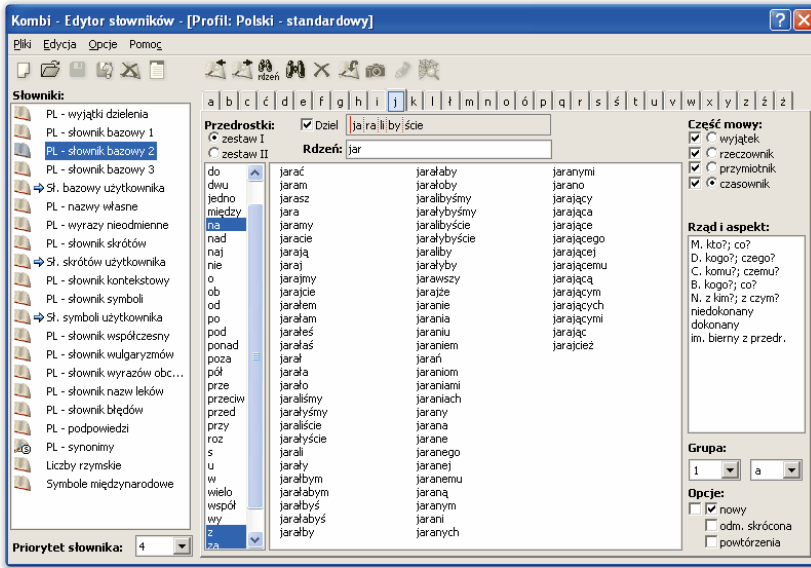 Kombi - Edytor słowników - [Profil: Polski - standardowy]
Pliki Edycja Opcje Pomoc
rdzeń
Słowniki:
PL - wyjątki dzielenia
PL - słownik bazowy 1
PL - słownik bazowy 2
PL - słownik bazowy 3
Sł. bazowy użytkownika
PL - nazwy własne
PL - wyrazy nieodmienne
PL - słownik skrótów
Sł. skrótów użytkownika
PL - słownik kontekstowy
PL - słownik symboli
Sł. symboli użytkownika
PL - słownik współczesny
PL - słownik wulgaryzmów
PL - słownik wyrazów obc...
PL - słownik nazw leków
PL - słownik błędów
PL - podpowiedzi
PL - synonimy
Liczby rzymskie
Symbole międzynarodowe
Priorytet słownika: 4
a b c ć d e f g h i j k l ł m n o ó p q r s ś t u v w x y z ź ż
Przedrostki:
zestaw I
zestaw II
Dziel ja ra li by ście
Rdzeń: jar
do
dwu
jedno
między
na
nad
naj
nie
o
ob
od
po
pod
ponad
poza
pół
prze
przeciw
przed
przy
roz
s
u
w
wielo
współ
wy
z
za
jarać
jaram
jarasz
jara
jaramy
jaracie
jarają
jaraj
jarajmy
jarajcie
jarałem
jarałam
jarałeś
jarałaś
jarał
jarała
jarało
jaraliśmy
jarałyśmy
jaraliście
jarałyście
jarali
jarały
jarałbym
jarałabym
jarałbyś
jarałabyś
jarałby
jarałaby
jarałoby
jaralibyśmy
jarałybyśmy
jaralibyście
jarałybyście
jaraliby
jarałyby
jarawszy
jarajże
jaranie
jarania
jaraniu
jaraniem
jarań
jaraniom
jaraniami
jaraniach
jarany
jarana
jarane
jaranego
jaranej
jaranemu
jaraną
jaranym
jarani
jaranych
jaranymi
jarano
jarający
jarająca
jarające
jarającego
jarającej
jarającemu
jarającą
jarającym
jarających
jarającymi
jarając
jarajcież
Część mowy:
wyjątek
rzeczownik
przymiotnik
czasownik
Rząd i aspekt:
M. kto?; co?
D. kogo?; czego?
C. komu?; czemu?
B. kogo?; co?
N. z kim?; z czym?
niedokonany
dokonany
im. bierny z przedr.
Grupa:
1 a
Opcje:
nowy
odm. skrócona
powtórzenia